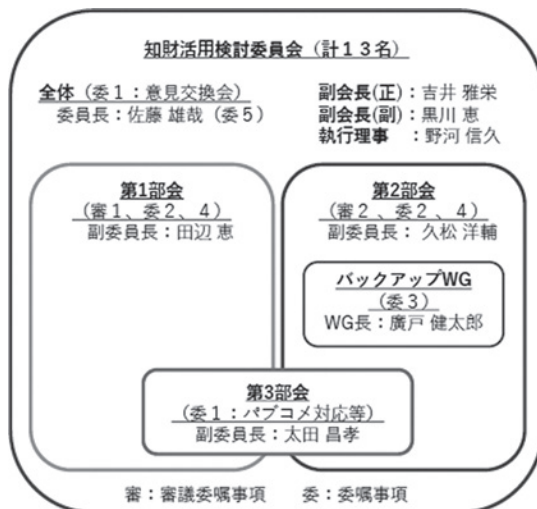 知財活用検討委員会（計１３名）
全体（委１：意見交換会）
委員長：佐藤 雄哉（委５）
副会長(正)：吉井 雅栄
副会長(副)：黒川 恵
執行理事　：野河 信久
第1部会
（審１、委２、４）
副委員長：田辺 恵
第2部会
（審２、委２、４）
副委員長： 久松 洋輔
バックアップWG
（委３）
WG長：廣戸 健太郎
第3部会
（委１：パブコメ対応等）
副委員長：太田 昌孝
審：審議委嘱事項　　委：委嘱事項